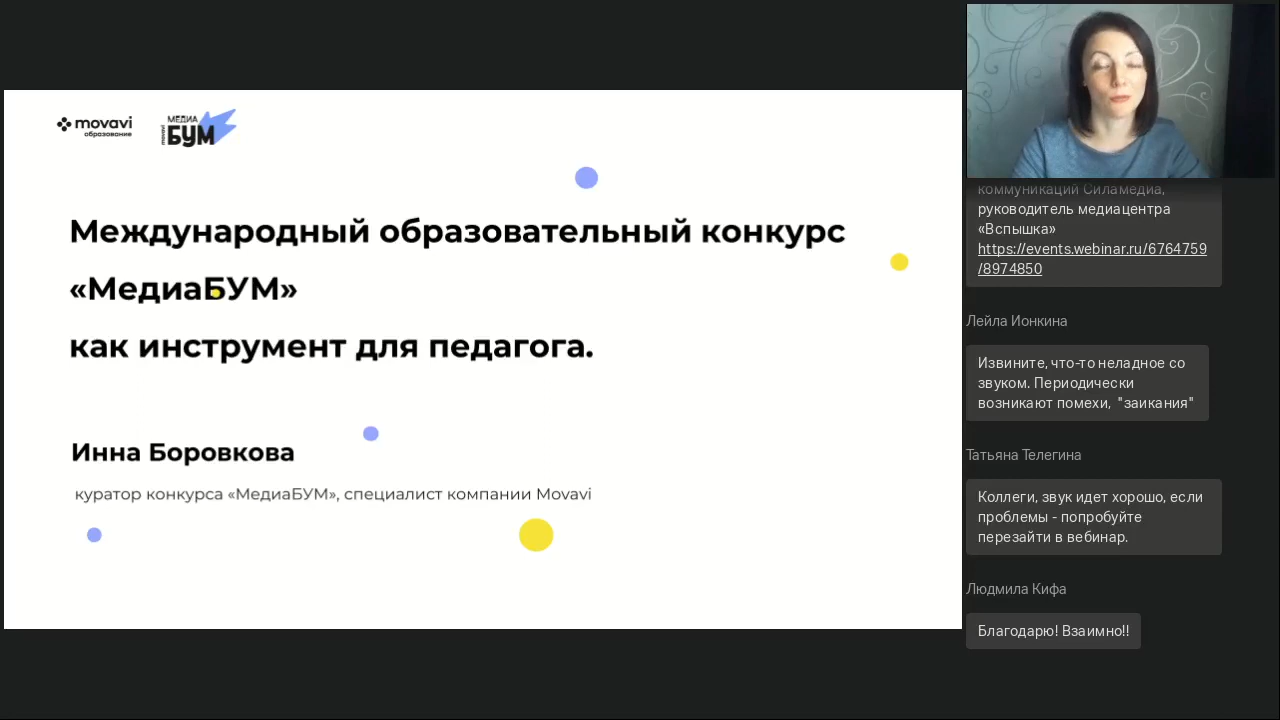 movavi
образование
МЕДИА
БУМ
movavi
Международный образовательный конкурс
«МедиаБУМ»
как инструмент для педагога.
Инна Боровкова
куратор конкурса «МедиаБУМ», специалист компании Movavi
коммуникаций Силамедиа,
руководитель медиацентра
«Вспышка»
https://events.webinar.ru/6764759
/8974850
Лейла Ионкина
Извините, что-то неладное со
звуком. Периодически
возникают помехи, "заикания"
Татьяна Телегина
Коллеги, звук идет хорошо, если
проблемы - попробуйте
перезайти в вебинар.
Людмила Кифа
Благодарю! Взаимно!!